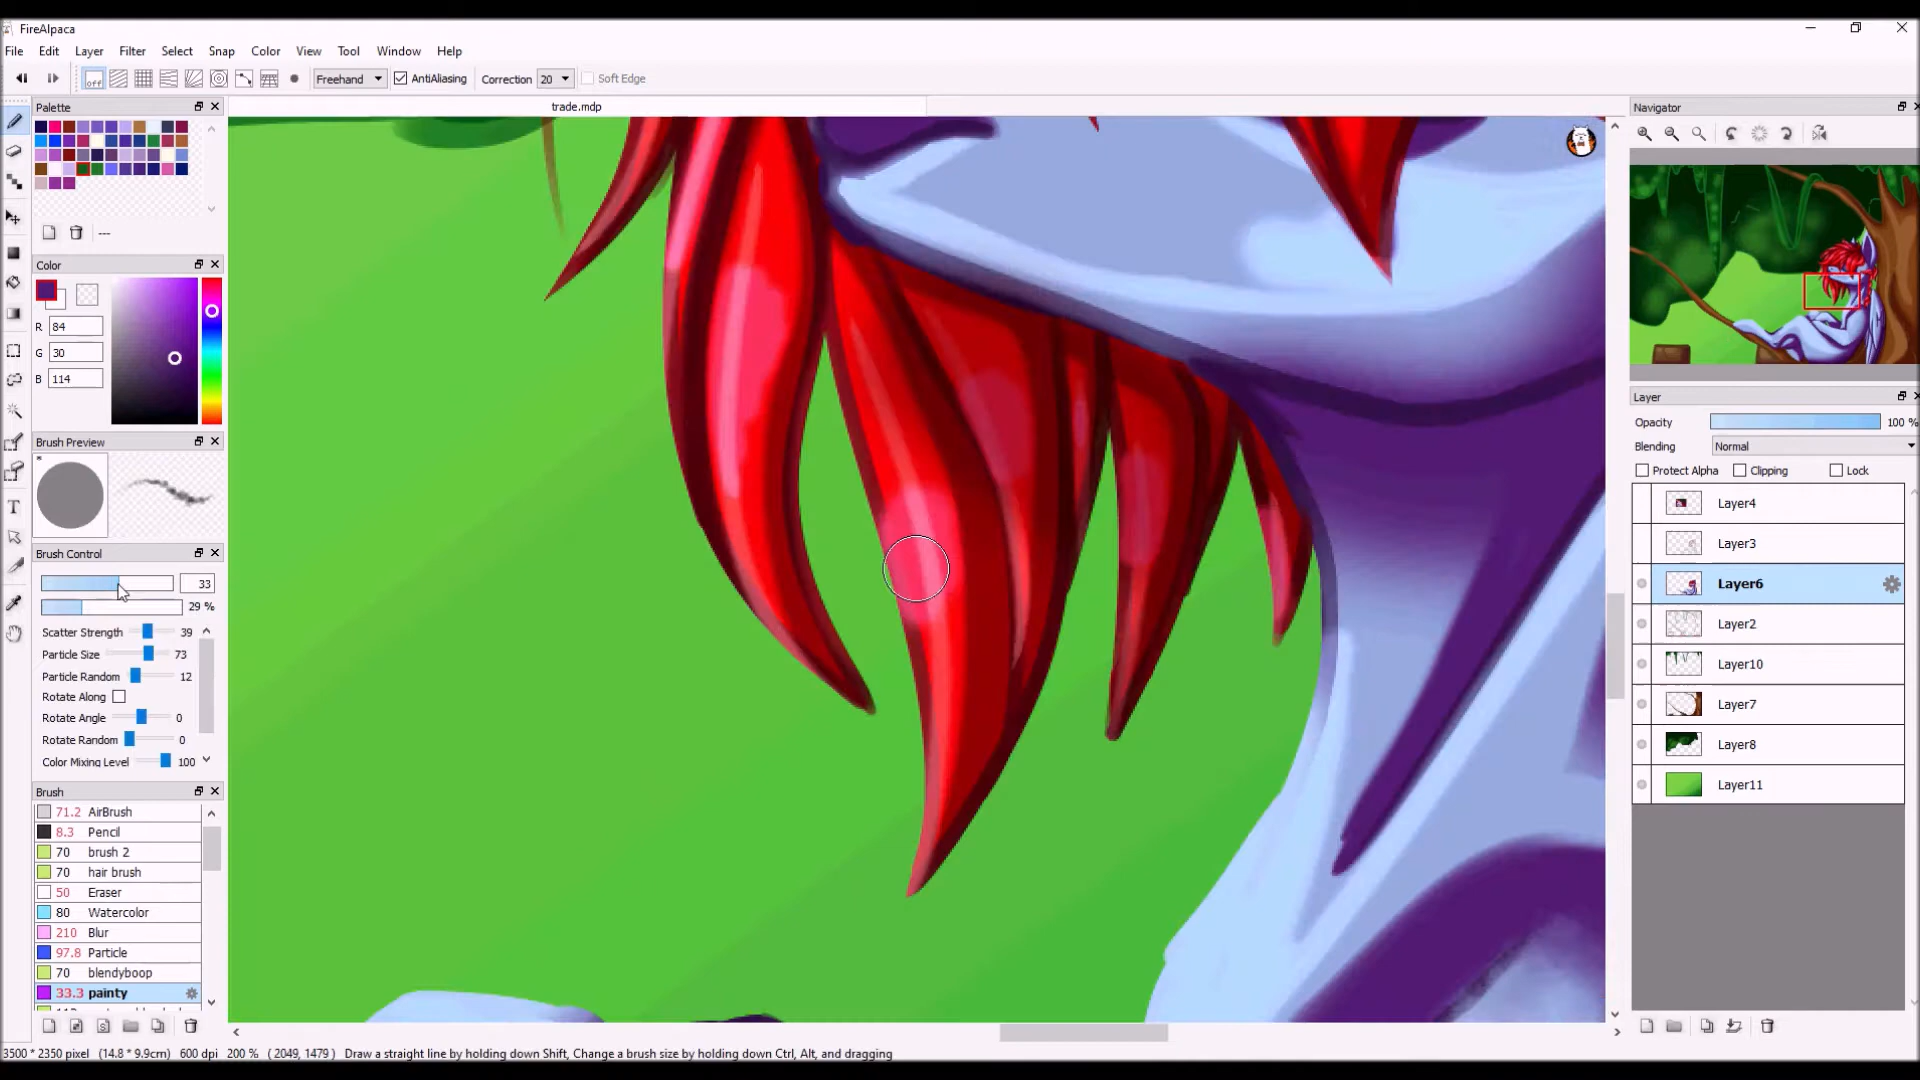 FireAlpaca
File Edit Layer Filter Select Snap Color View Tool Window Help
off Freehand AntiAliasing Correction 20 Soft Edge
Palette
trade.mdp
Navigator
---
Color
R 84
G 30
B 114
Layer
Opacity 100 %
Blending Normal
Protect Alpha Clipping Lock
Brush Preview
Layer4
Layer3
Layer6
Layer2
Layer10
Layer7
Layer8
Layer11
Brush Control
33
29 %
Scatter Strength 39
Particle Size 73
Particle Random 12
Rotate Along
Rotate Angle 0
Rotate Random 0
Color Mixing Level 100
Brush
71.2 AirBrush
8.3 Pencil
70 brush 2
70 hair brush
50 Eraser
80 Watercolor
210 Blur
97.8 Particle
70 blendyboop
33.3 painty
3500 * 2350 pixel (14.8 * 9.9cm) 600 dpi 200 % ( 2049, 1479 ) Draw a straight line by holding down Shift, Change a brush size by holding down Ctrl, Alt, and dragging